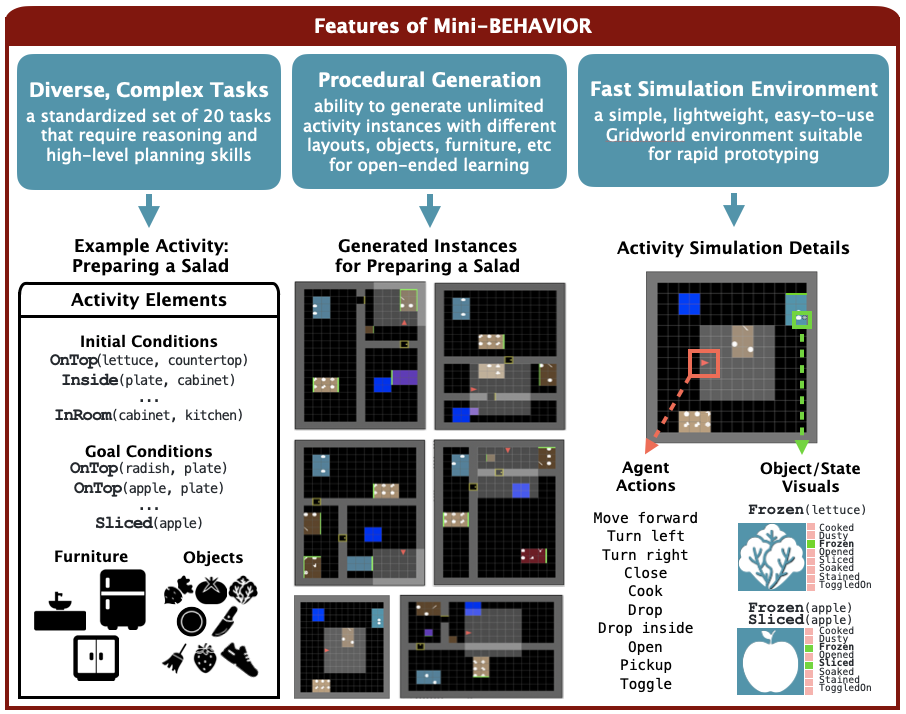 Features of Mini-BEHAVIOR
Diverse, Complex Tasks
a standardized set of 20 tasks
that require reasoning and
high-level planning skills
Procedural Generation
ability to generate unlimited
activity instances with different
layouts, objects, furniture, etc
for open-ended learning
Fast Simulation Environment
a simple, lightweight, easy-to-use
Gridworld environment suitable
for rapid prototyping
Example Activity:
Preparing a Salad
Activity Elements
Initial Conditions
OnTop(lettuce, countertop)
Inside(plate, cabinet)
...
InRoom(cabinet, kitchen)
Goal Conditions
OnTop(radish, plate)
OnTop(apple, plate)
...
Sliced(apple)
Furniture
Objects
Generated Instances
for Preparing a Salad
Activity Simulation Details
Agent
Actions
Move forward
Turn left
Turn right
Close
Cook
Drop
Drop inside
Open
Pickup
Toggle
Object/State
Visuals
Frozen(lettuce)
Cooked
Dusty
Frozen
Opened
Sliced
Soaked
Stained
ToggledOn
Frozen(apple)
Sliced(apple)
Cooked
Dusty
Frozen
Opened
Sliced
Soaked
Stained
ToggledOn